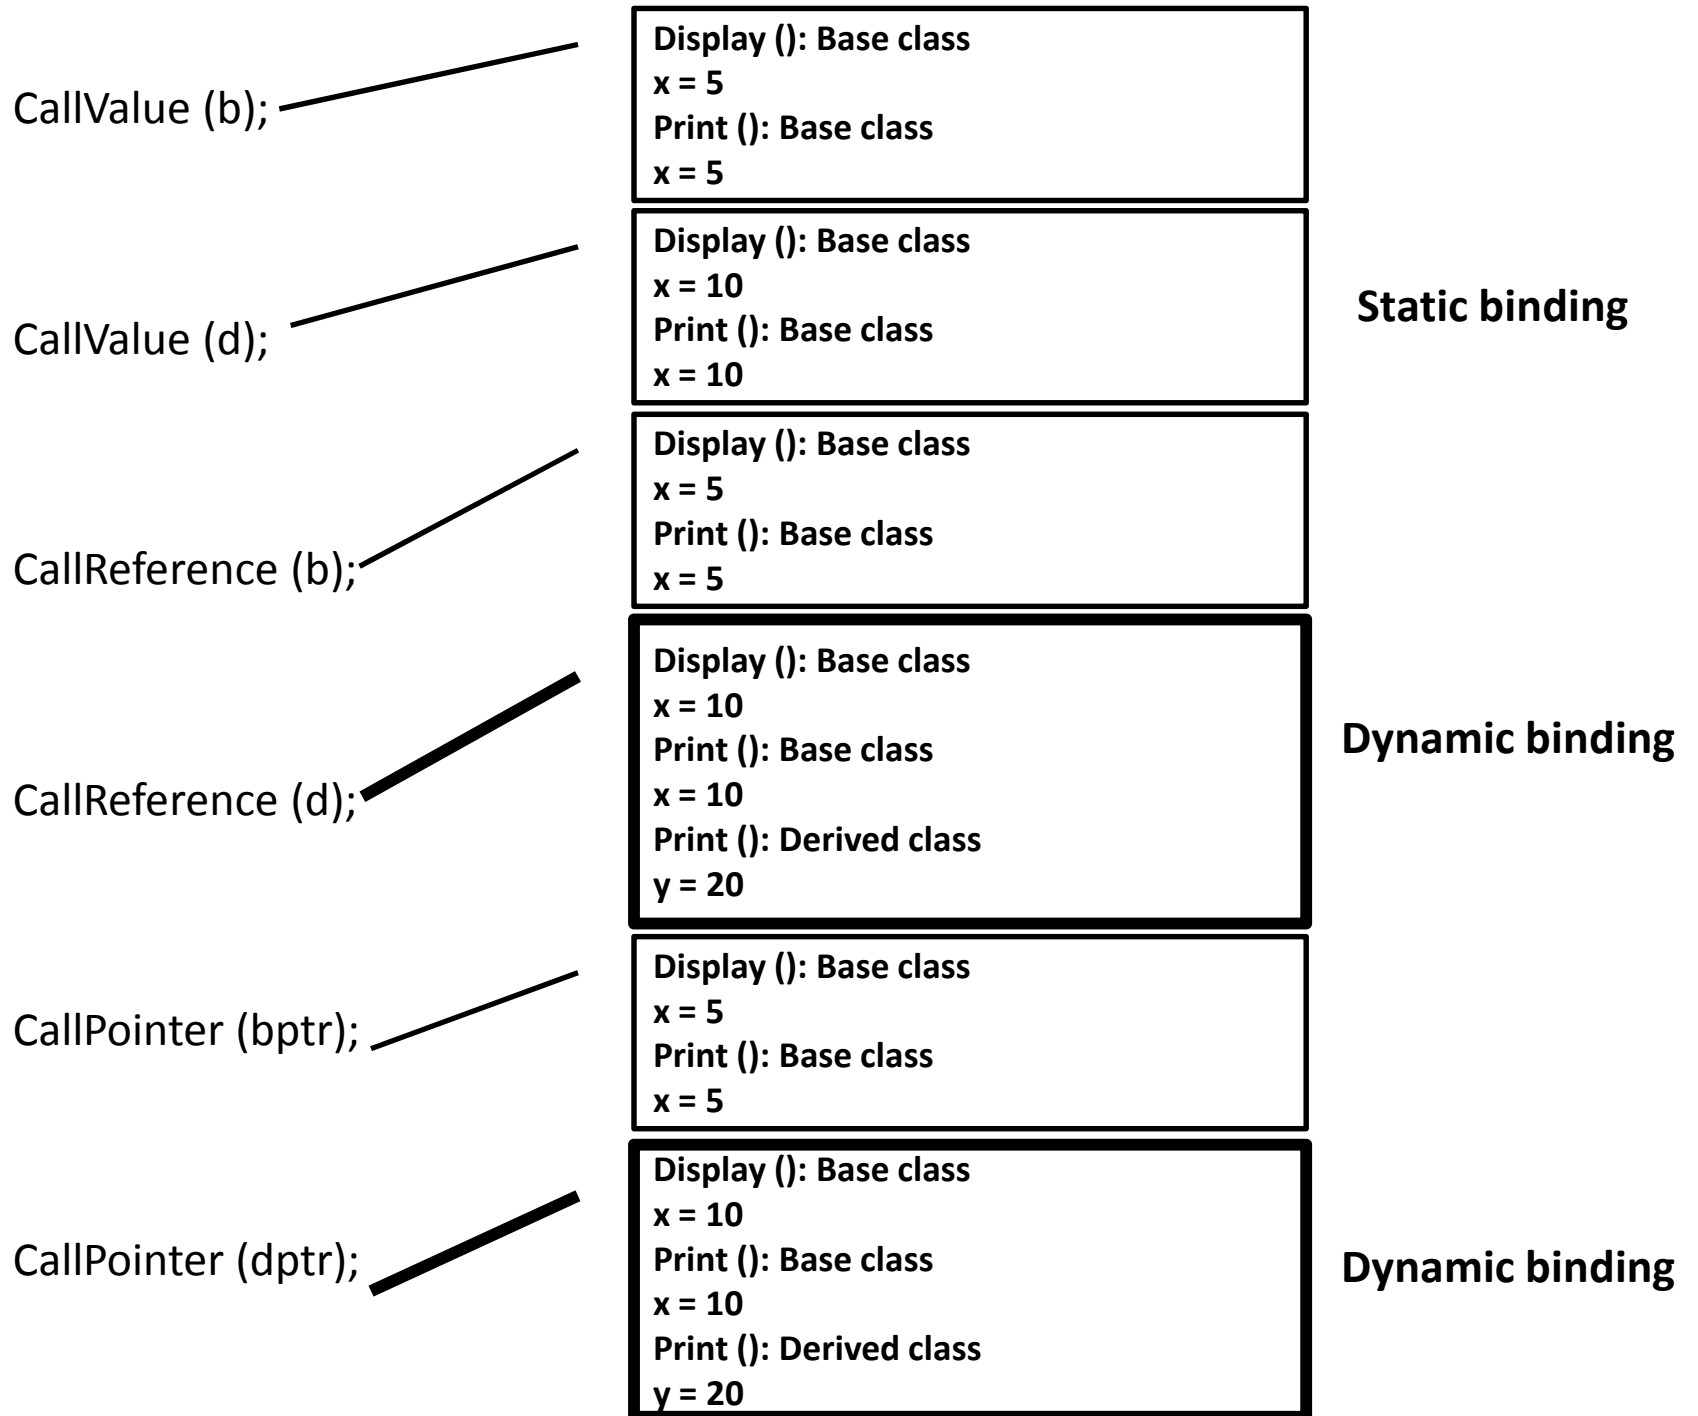 CallValue (b);
Display (): Base class
x = 5
Print (): Base class
x = 5
CallValue (d);
Display (): Base class
x = 10
Print (): Base class
x = 10
Static binding
CallReference (b);
Display (): Base class
x = 5
Print (): Base class
x = 5
CallReference (d);
Display (): Base class
x = 10
Print (): Base class
x = 10
Print (): Derived class
y = 20
Dynamic binding
CallPointer (bptr);
Display (): Base class
x = 5
Print (): Base class
x = 5
CallPointer (dptr);
Display (): Base class
x = 10
Print (): Base class
x = 10
Print (): Derived class
y = 20
Dynamic binding